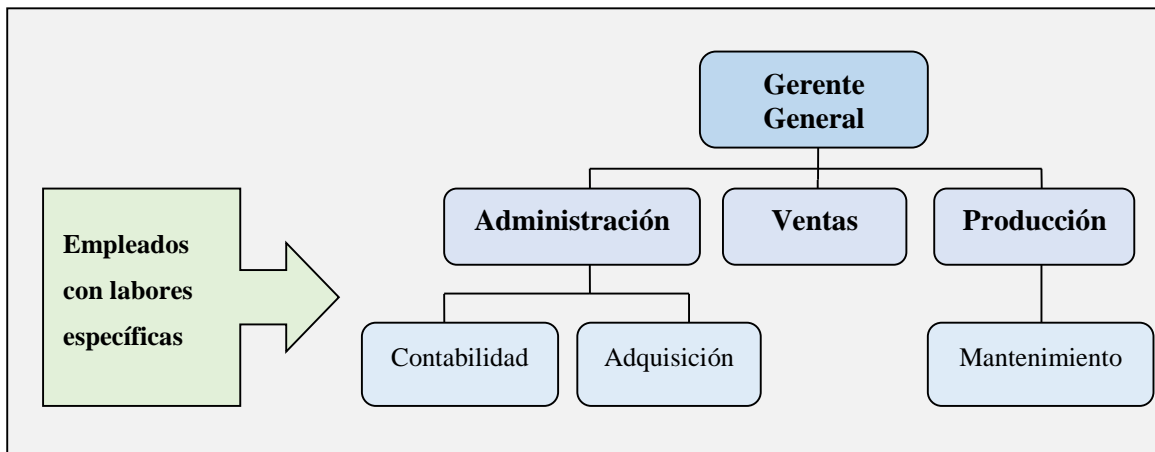 Gerente
General
Administración
Ventas
Producción
Empleados
con labores
específicas
Contabilidad
Adquisición
Mantenimiento